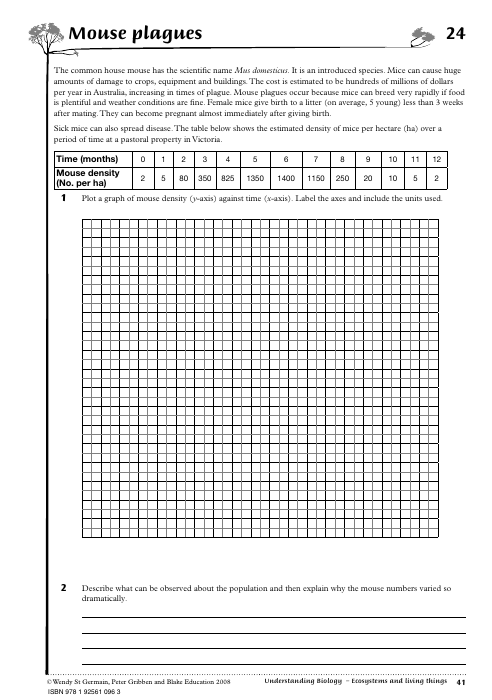 Mouse plagues 24
The common house mouse has the scientific name Mus domesticus. It is an introduced species. Mice can cause huge
amounts of damage to crops, equipment and buildings. The cost is estimated to be hundreds of millions of dollars
per year in Australia, increasing in times of plague. Mouse plagues occur because mice can breed very rapidly if food
is plentiful and weather conditions are fine. Female mice give birth to a litter (on average, 5 young) less than 3 weeks
after mating. They can become pregnant almost immediately after giving birth.
Sick mice can also spread disease. The table below shows the estimated density of mice per hectare (ha) over a
period of time at a pastoral property in Victoria.
Time (months) 0 1 2 3 4 5 6 7 8 9 10 11 12
Mouse density
(No. per ha) 2 5 80 350 825 1350 1400 1150 250 20 10 5 2
1 Plot a graph of mouse density (y-axis) against time (x-axis). Label the axes and include the units used.
2 Describe what can be observed about the population and then explain why the mouse numbers varied so
dramatically.
©Wendy St Germain, Peter Gribben and Blake Education 2008 Understanding Biology – Ecosystems and living things 41
ISBN 978 1 92561 096 3